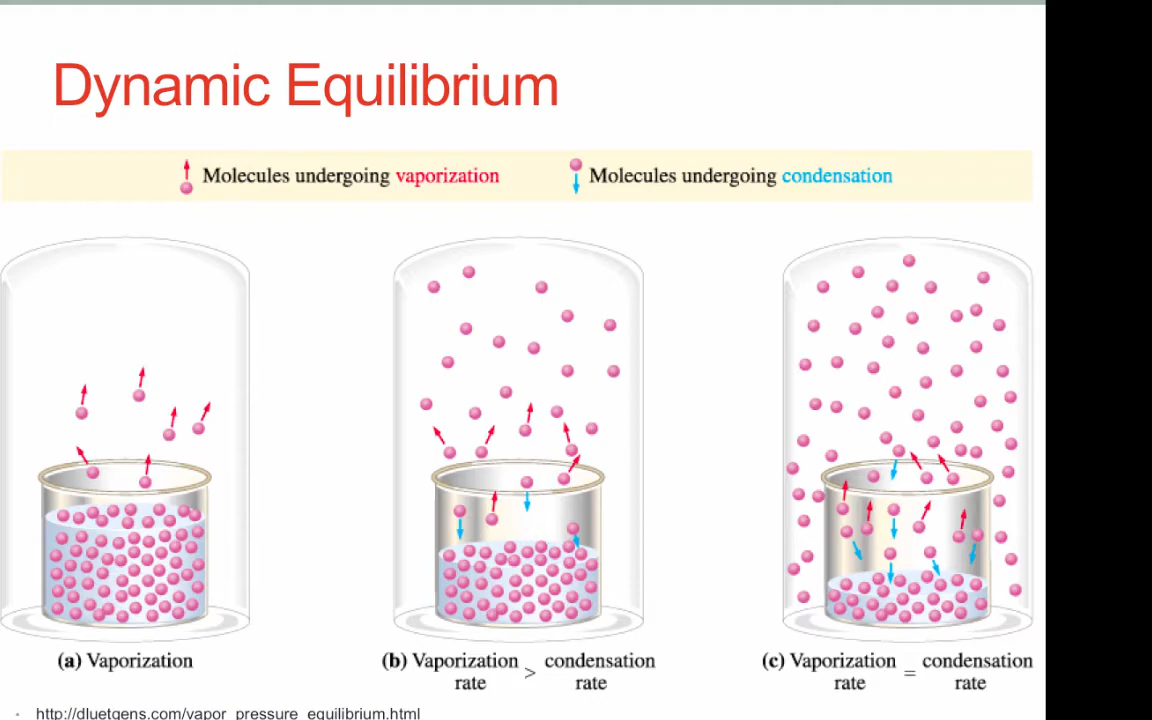 Dynamic Equilibrium
Molecules undergoing vaporization
Molecules undergoing condensation
(a) Vaporization
(b) Vaporization rate > condensation rate
(c) Vaporization rate = condensation rate
• http://dluetgens.com/vapor_pressure_equilibrium.html